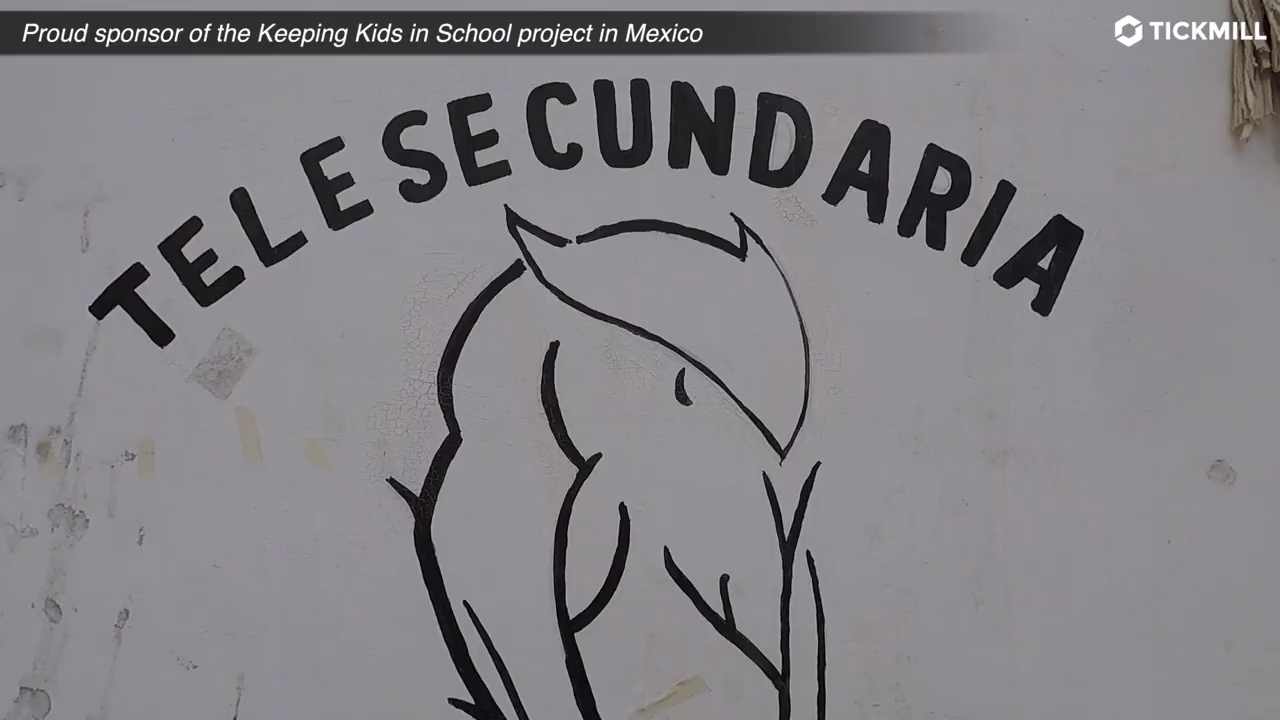 Proud sponsor of the Keeping Kids in School project in Mexico
TICKMILL
TELESECUNDARIA